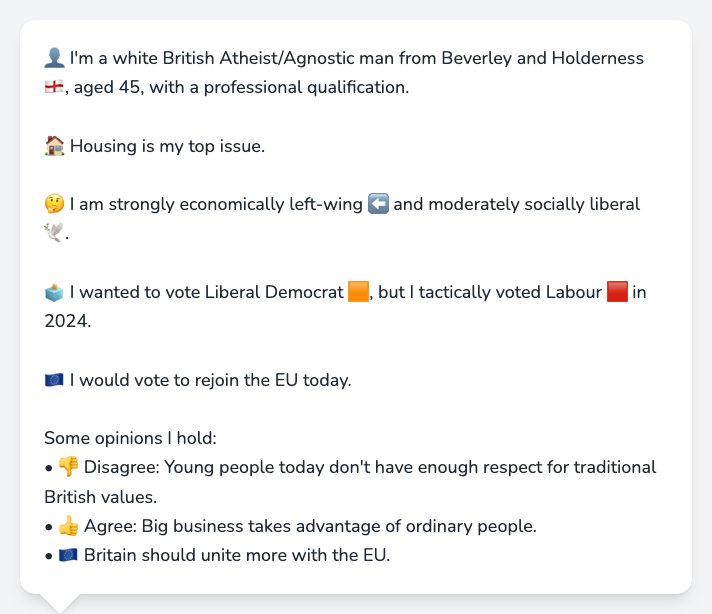 👤 I'm a white British Atheist/Agnostic man from Beverley and Holderness
🏴󠁧󠁢󠁥󠁮󠁧󠁿, aged 45, with a professional qualification.
🏠 Housing is my top issue.
🤔 I am strongly economically left-wing ⬅️ and moderately socially liberal
🕊️.
🗳️ I wanted to vote Liberal Democrat 🟧, but I tactically voted Labour 🟥 in
2024.
🇪🇺 I would vote to rejoin the EU today.
Some opinions I hold:
• 👎 Disagree: Young people today don't have enough respect for traditional
British values.
• 👍 Agree: Big business takes advantage of ordinary people.
• 🇪🇺 Britain should unite more with the EU.